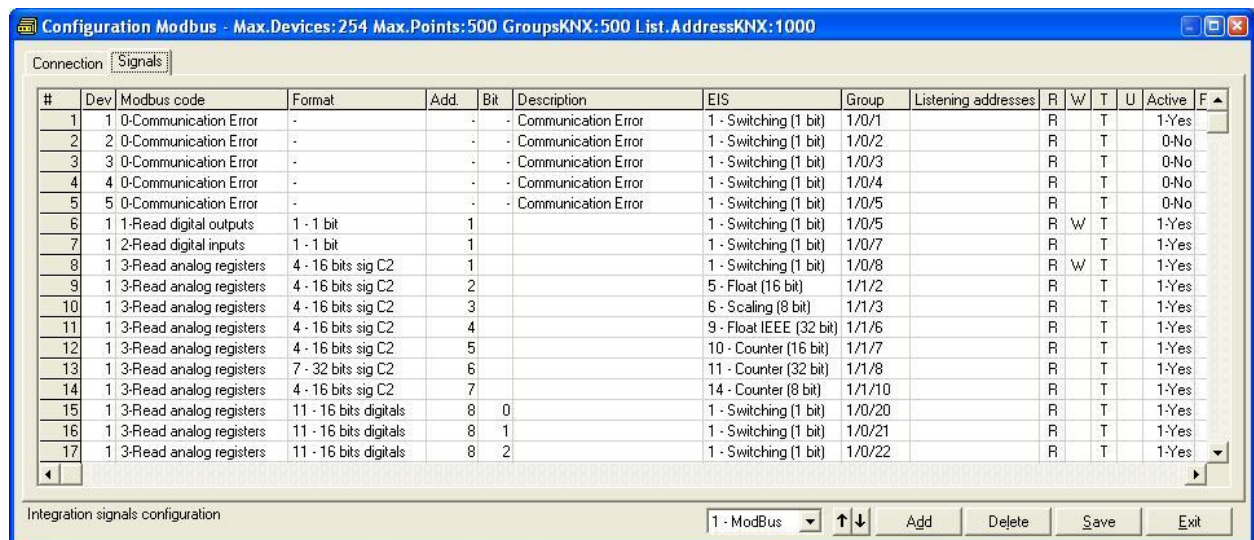 Configuration Modbus - Max.Devices:254 Max.Points:500 GroupsKNX:500 List.AddressKNX:1000
Connection Signals
# Dev Modbus code Format Add. Bit Description EIS Group Listening addresses R W T U Active F
1 1 0-Communication Error - - - Communication Error 1 - Switching (1 bit) 1/0/1 R T 1-Yes
2 2 0-Communication Error - - - Communication Error 1 - Switching (1 bit) 1/0/2 R T 0-No
3 3 0-Communication Error - - - Communication Error 1 - Switching (1 bit) 1/0/3 R T 0-No
4 4 0-Communication Error - - - Communication Error 1 - Switching (1 bit) 1/0/4 R T 0-No
5 5 0-Communication Error - - - Communication Error 1 - Switching (1 bit) 1/0/5 R T 0-No
6 1 1-Read digital outputs 1 - 1 bit 1 1 - Switching (1 bit) 1/0/5 R W T 1-Yes
7 1 2-Read digital inputs 1 - 1 bit 1 1 - Switching (1 bit) 1/0/7 R T 1-Yes
8 1 3-Read analog registers 4 - 16 bits sig C2 1 1 - Switching (1 bit) 1/0/8 R W T 1-Yes
9 1 3-Read analog registers 4 - 16 bits sig C2 2 5 - Float (16 bit) 1/1/2 R T 1-Yes
10 1 3-Read analog registers 4 - 16 bits sig C2 3 6 - Scaling (8 bit) 1/1/3 R T 1-Yes
11 1 3-Read analog registers 4 - 16 bits sig C2 4 9 - Float IEEE (32 bit) 1/1/6 R T 1-Yes
12 1 3-Read analog registers 4 - 16 bits sig C2 5 10 - Counter (16 bit) 1/1/7 R T 1-Yes
13 1 3-Read analog registers 7 - 32 bits sig C2 6 11 - Counter (32 bit) 1/1/8 R T 1-Yes
14 1 3-Read analog registers 4 - 16 bits sig C2 7 14 - Counter (8 bit) 1/1/10 R T 1-Yes
15 1 3-Read analog registers 11 - 16 bits digitals 8 0 1 - Switching (1 bit) 1/0/20 R T 1-Yes
16 1 3-Read analog registers 11 - 16 bits digitals 8 1 1 - Switching (1 bit) 1/0/21 R T 1-Yes
17 1 3-Read analog registers 11 - 16 bits digitals 8 2 1 - Switching (1 bit) 1/0/22 R T 1-Yes
Integration signals configuration 1 - ModBus Add Delete Save Exit